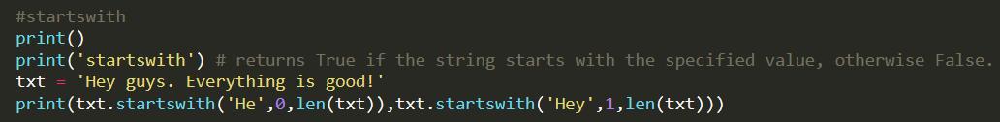 #startswith
print()
print('startswith') # returns True if the string starts with the specified value, otherwise False.
txt = 'Hey guys. Everything is good!'
print(txt.startswith('He',0,len(txt)),txt.startswith('Hey',1,len(txt)))